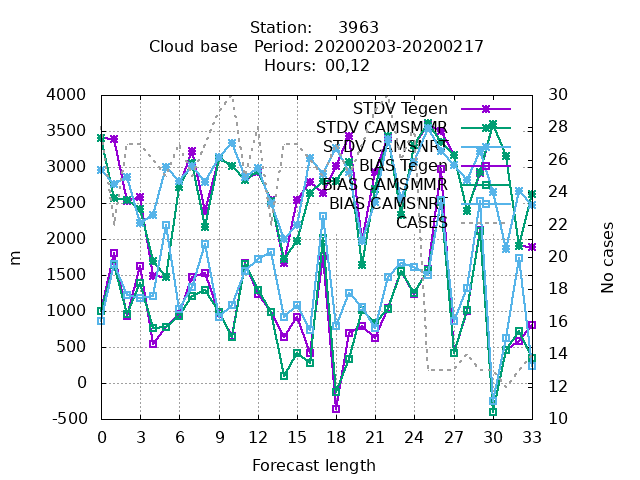 Station: 3963
Cloud base Period: 20200203-20200217
Hours: 00,12
4000
3500
3000
2500
2000
1500
1000
500
0
-500
m
30
28
26
24
22
20
18
16
14
12
10
No cases
STDV Tegen
STDV CAMSMMR
STDV CAMSNRT
BIAS Tegen
BIAS CAMSMMR
BIAS CAMSNRT
CASES
0 3 6 9 12 15 18 21 24 27 30 33
Forecast length